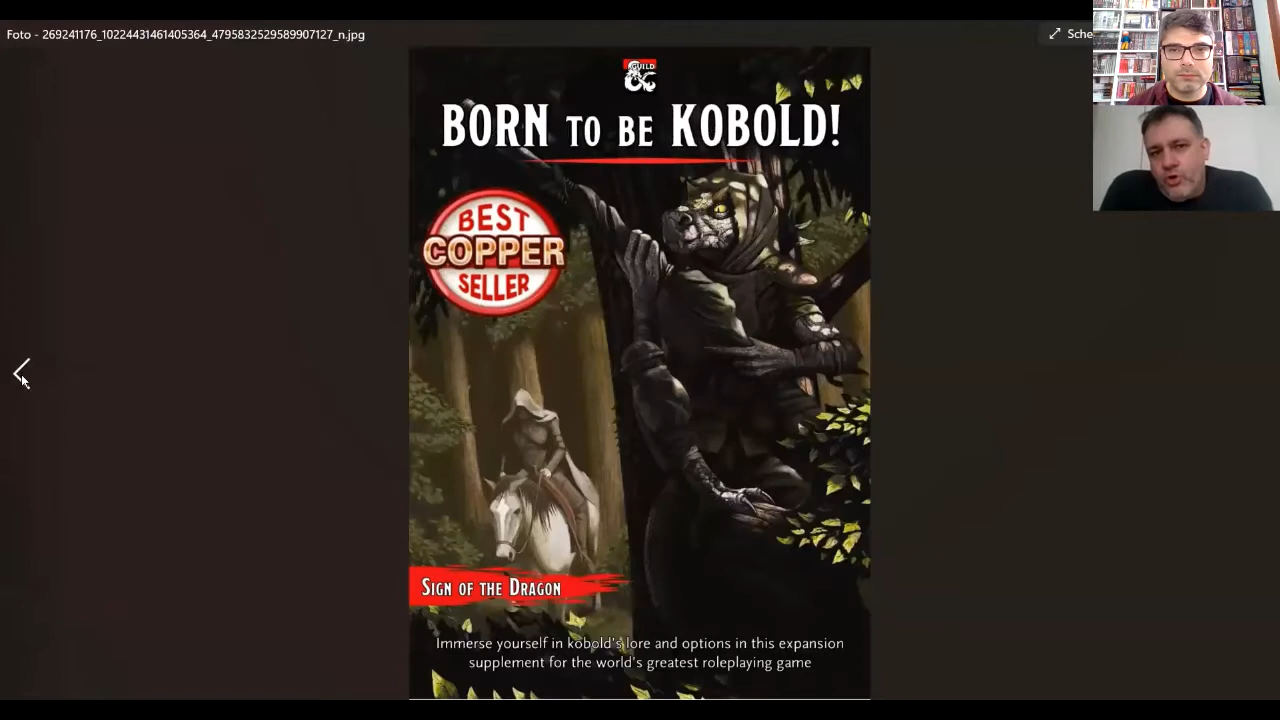 Foto - 269241176_10224431461405364_4795832529589907127_n.jpg
Sche
GUILD
&
BORN TO BE KOBOLD!
BEST
COPPER
SELLER
SIGN OF THE DRAGON
Immerse yourself in kobold's lore and options in this expansion
supplement for the world's greatest roleplaying game